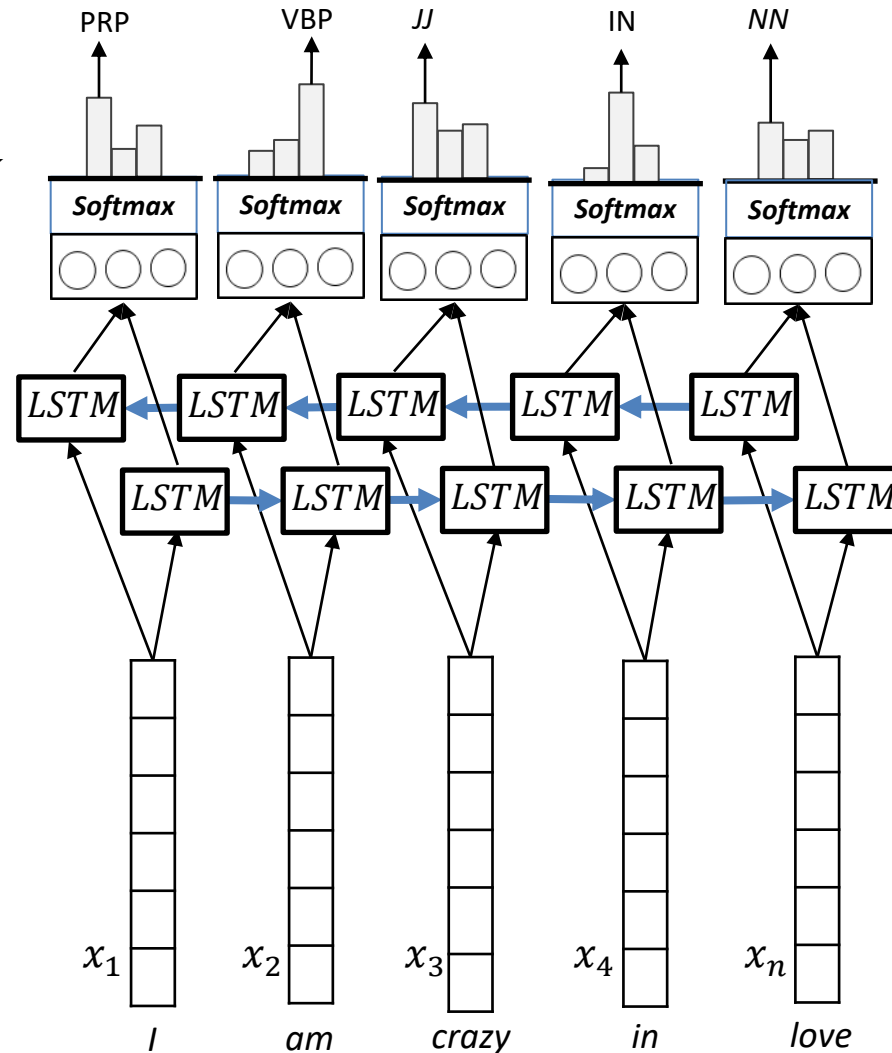 PRP VBP JJ IN NN
Softmax Softmax Softmax Softmax Softmax
LSTM LSTM LSTM LSTM LSTM
LSTM LSTM LSTM LSTM LSTM
x₁ x₂ x₃ x₄ xₙ
I am crazy in love